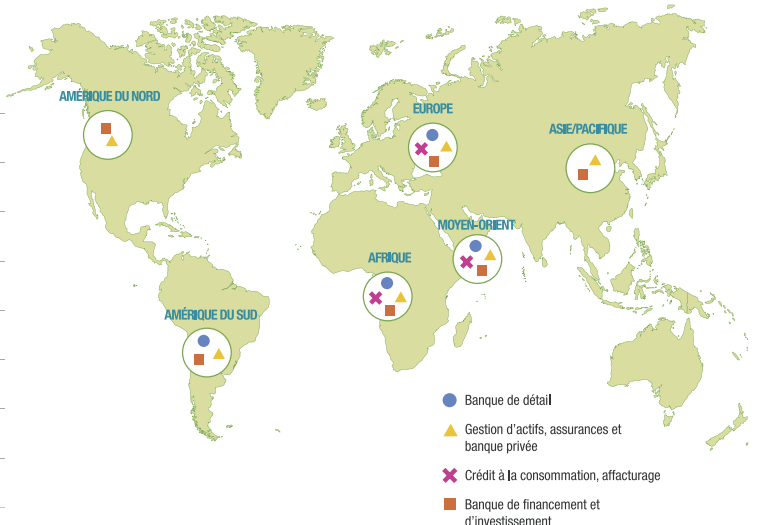 AMÉRIQUE DU NORD
EUROPE
ASIE/PACIFIQUE
MOYEN-ORIENT
AFRIQUE
AMÉRIQUE DU SUD
Banque de détail
Gestion d'actifs, assurances et
banque privée
Crédit à la consommation, affacturage
Banque de financement et
d'investissement